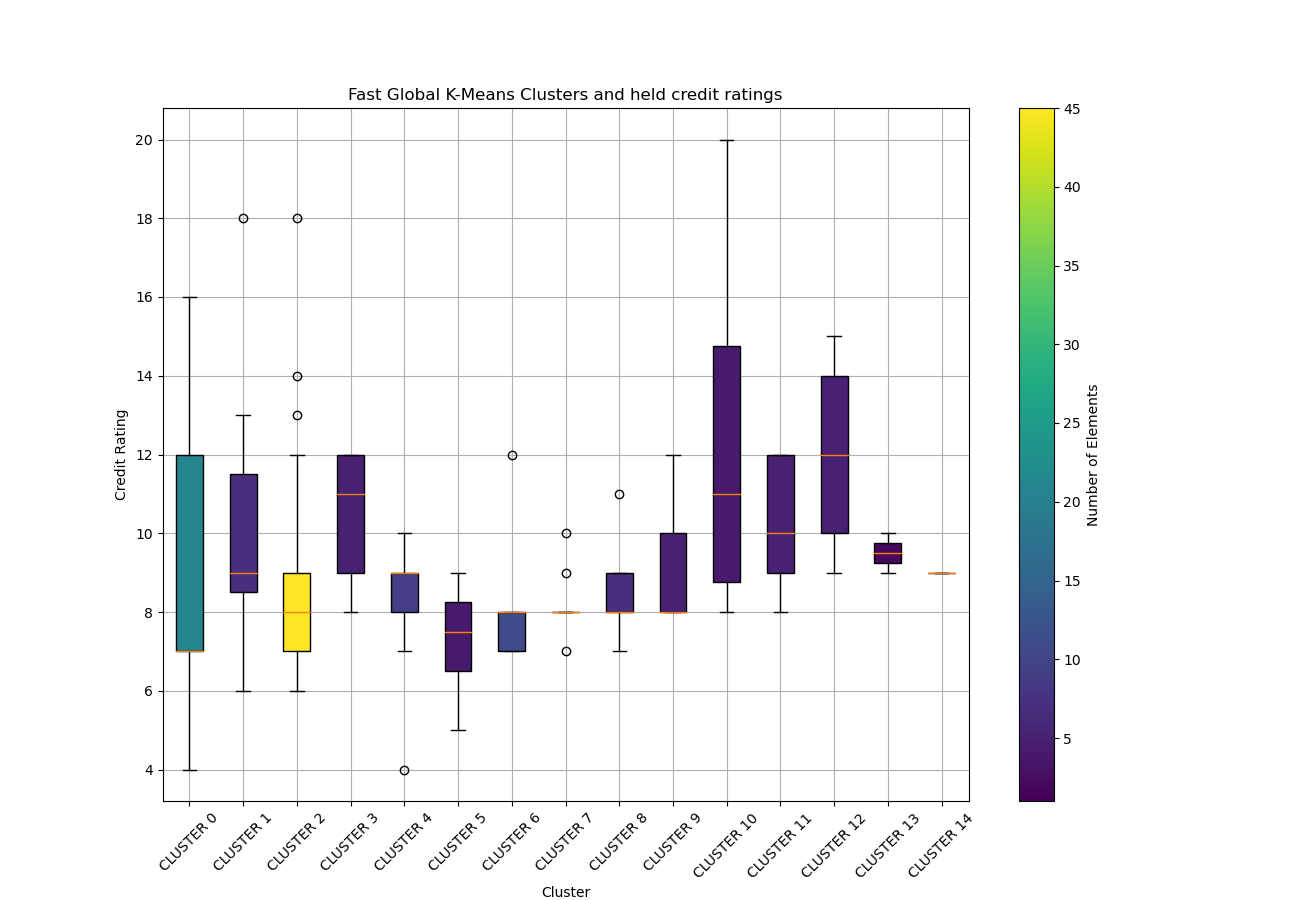 Fast Global K-Means Clusters and held credit ratings
20
18
16
14
12
10
8
6
4
Credit Rating
CLUSTER 0
CLUSTER 1
CLUSTER 2
CLUSTER 3
CLUSTER 4
CLUSTER 5
CLUSTER 6
CLUSTER 7
CLUSTER 8
CLUSTER 9
CLUSTER 10
CLUSTER 11
CLUSTER 12
CLUSTER 13
CLUSTER 14
Cluster
45
40
35
30
25
20
15
10
5
Number of Elements